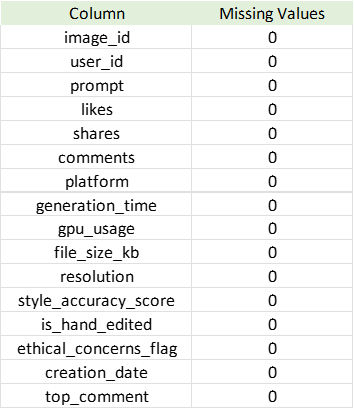 Column Missing Values
image_id 0
user_id 0
prompt 0
likes 0
shares 0
comments 0
platform 0
generation_time 0
gpu_usage 0
file_size_kb 0
resolution 0
style_accuracy_score 0
is_hand_edited 0
ethical_concerns_flag 0
creation_date 0
top_comment 0